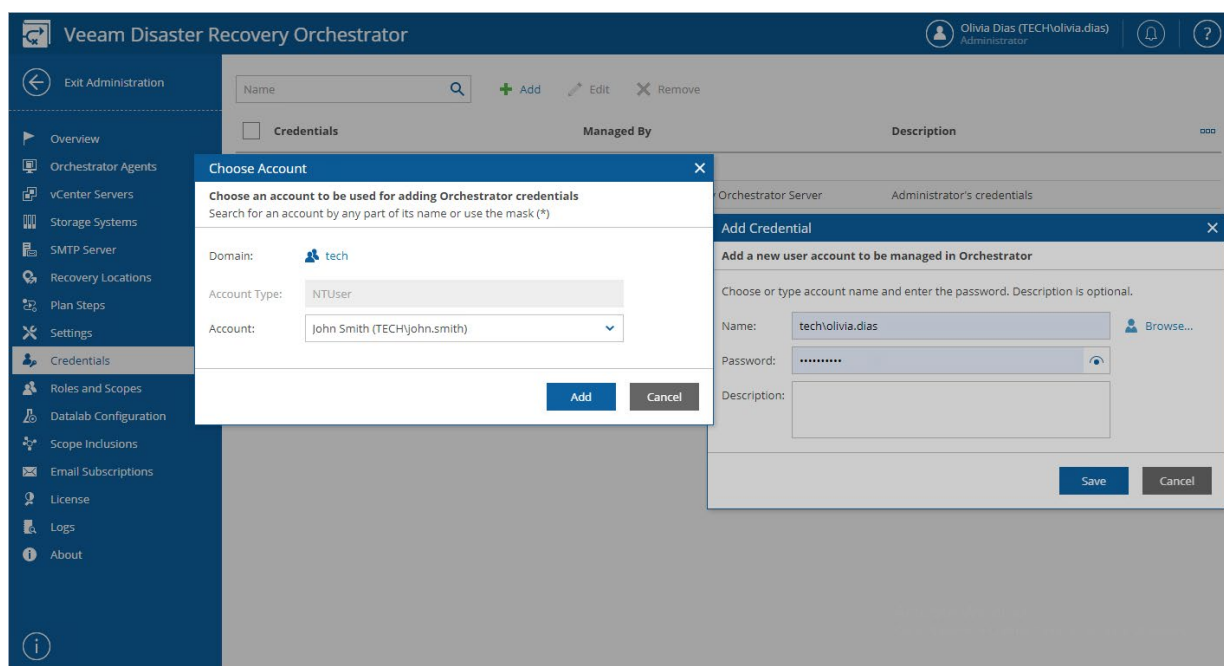 Veeam Disaster Recovery Orchestrator
Olivia Dias (TECH\olivia.dias)
Administrator
?
Exit Administration
Name
Add
Edit
Remove
Credentials
Managed By
Description
Overview
Orchestrator Agents
vCenter Servers
Storage Systems
SMTP Server
Recovery Locations
Plan Steps
Settings
Credentials
Roles and Scopes
Datalab Configuration
Scope Inclusions
Email Subscriptions
License
Logs
About
Choose Account
Choose an account to be used for adding Orchestrator credentials
Search for an account by any part of its name or use the mask (*)
Domain:
tech
Account Type:
NTUser
Account:
John Smith (TECH\john.smith)
Add
Cancel
Orchestrator Server
Administrator's credentials
Add Credential
Add a new user account to be managed in Orchestrator
Choose or type account name and enter the password. Description is optional.
Name:
tech\olivia.dias
Browse...
Password:
••••••••••
Description:
Save
Cancel